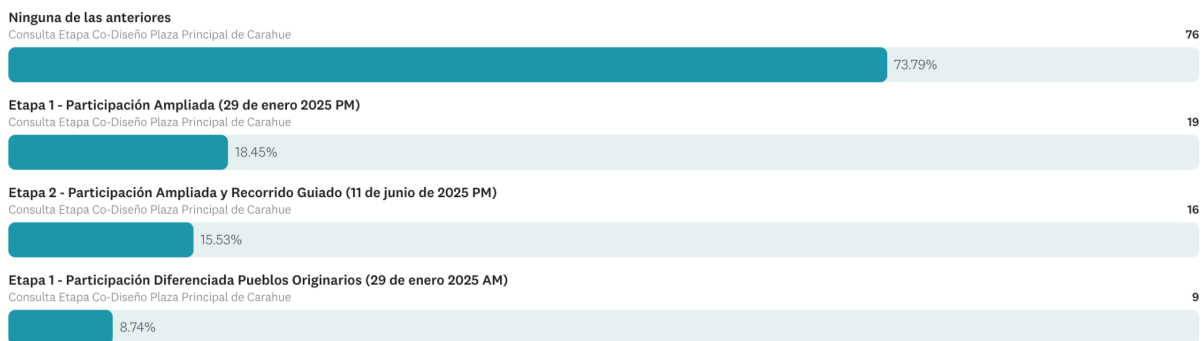 Ninguna de las anteriores
Consulta Etapa Co-Diseño Plaza Principal de Carahue 76
73.79%
Etapa 1 - Participación Ampliada (29 de enero 2025 PM)
Consulta Etapa Co-Diseño Plaza Principal de Carahue 19
18.45%
Etapa 2 - Participación Ampliada y Recorrido Guiado (11 de junio de 2025 PM)
Consulta Etapa Co-Diseño Plaza Principal de Carahue 16
15.53%
Etapa 1 - Participación Diferenciada Pueblos Originarios (29 de enero 2025 AM)
Consulta Etapa Co-Diseño Plaza Principal de Carahue 9
8.74%